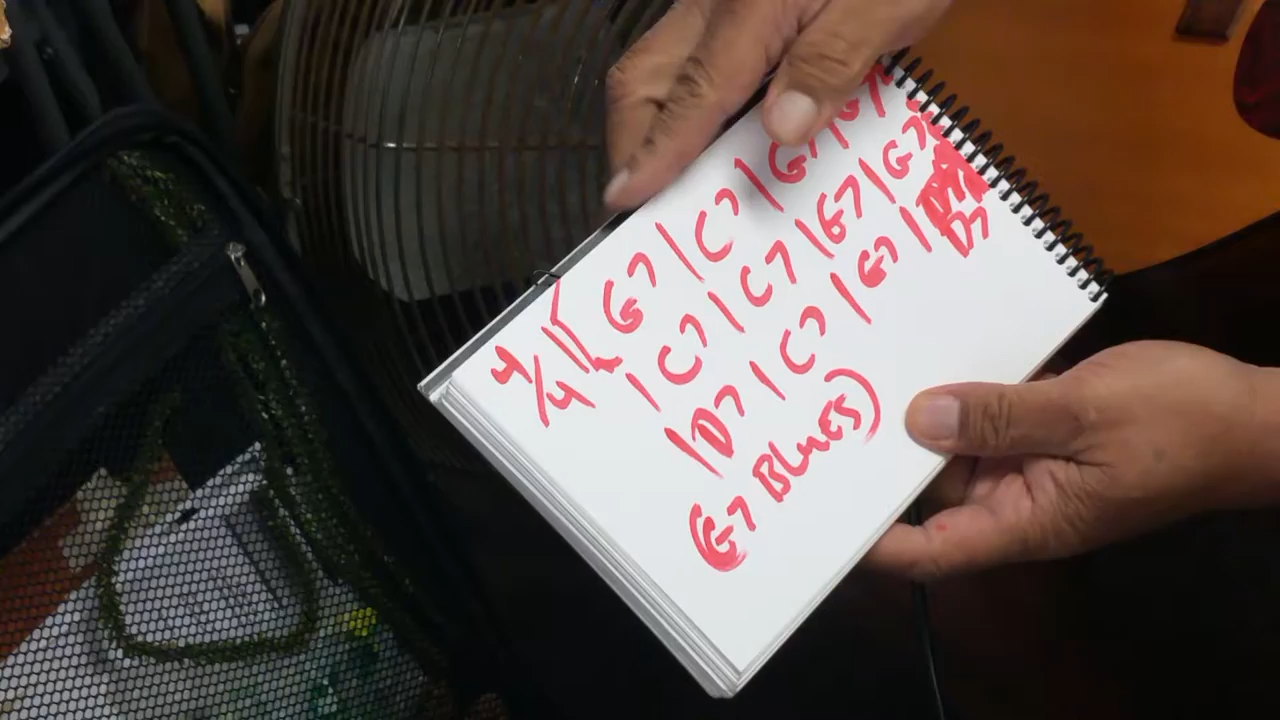 4/4 || G7 | C7 | G7 | G7
| C7 | C7 | G7 | G7
| D7 | C7 | G7 | D7
(G7 BLUES)